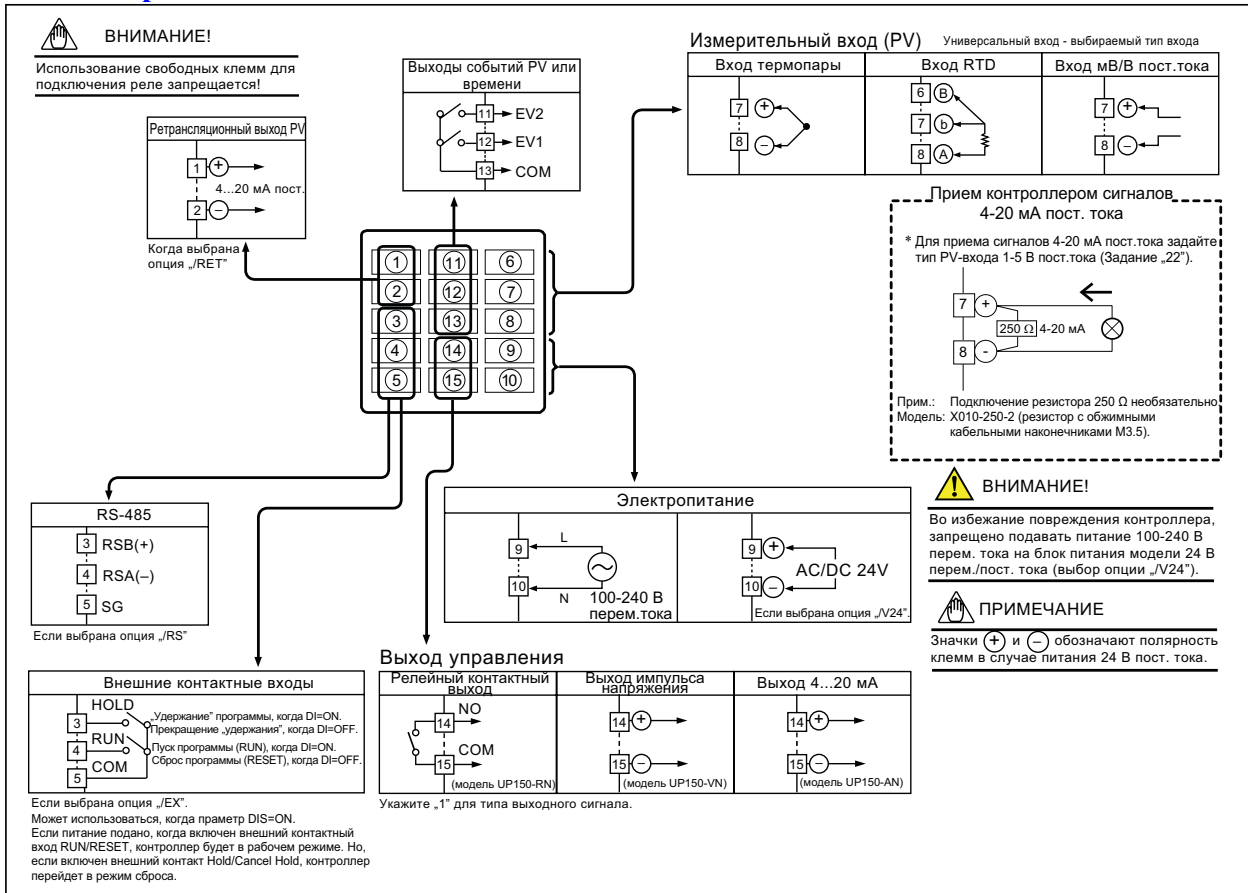 ВНИМАНИЕ!
Использование свободных клемм для
подключения реле запрещается!
Ретрансляционный выход PV
1 +
4...20 мА пост.
2 –
Когда выбрана
опция „/RET”
Выходы событий PV или
времени
11 EV2
12 EV1
13 COM
Измерительный вход (PV)
Универсальный вход - выбираемый тип входа
Вход термопары
7 +
8 –
Вход RTD
6 B
7 b
8 A
Вход мВ/В пост.тока
7 +
8 –
Прием контроллером сигналов
4-20 мА пост. тока
* Для приема сигналов 4-20 мА пост.тока задайте
тип PV-входа 1-5 В пост.тока (Задание „22”).
7 +
250 Ω 4-20 мА
8 -
Прим.: Подключение резистора 250 Ω необязательно
Модель: X010-250-2 (резистор с обжимными
кабельными наконечниками М3.5).
1 11 6
2 12 7
3 13 8
4 14 9
5 15 10
RS-485
3 RSB(+)
4 RSA(–)
5 SG
Если выбрана опция „/RS”
Электропитание
9 L
10 N
100-240 В
перем.тока
9 +
10 –
AC/DC 24V
Если выбрана опция „/V24”.
ВНИМАНИЕ!
Во избежание повреждения контроллера,
запрещено подавать питание 100-240 В
перем. тока на блок питания модели 24 В
перем./пост. тока (выбор опции „/V24”).
ПРИМЕЧАНИЕ
Значки + и – обозначают полярность
клемм в случае питания 24 В пост. тока.
Внешние контактные входы
HOLD
3
„Удержание” программы, когда DI=ON.
Прекращение „удержания”, когда DI=OFF.
RUN
4
Пуск программы (RUN), когда DI=ON.
Сброс программы (RESET), когда DI=OFF.
COM
5
Если выбрана опция „/EX”.
Может использоваться, когда праметр DIS=ON.
Если питание подано, когда включен внешний контактный
вход RUN/RESET, контроллер будет в рабочем режиме. Но,
если включен внешний контакт Hold/Cancel Hold, контроллер
перейдет в режим сброса.
Выход управления
Релейный контактный
выход
NO
14
COM
15
(модель UP150-RN)
Выход импульса
напряжения
14 +
15 –
(модель UP150-VN)
Выход 4...20 мА
14 +
15 –
(модель UP150-AN)
Укажите „1” для типа выходного сигнала.